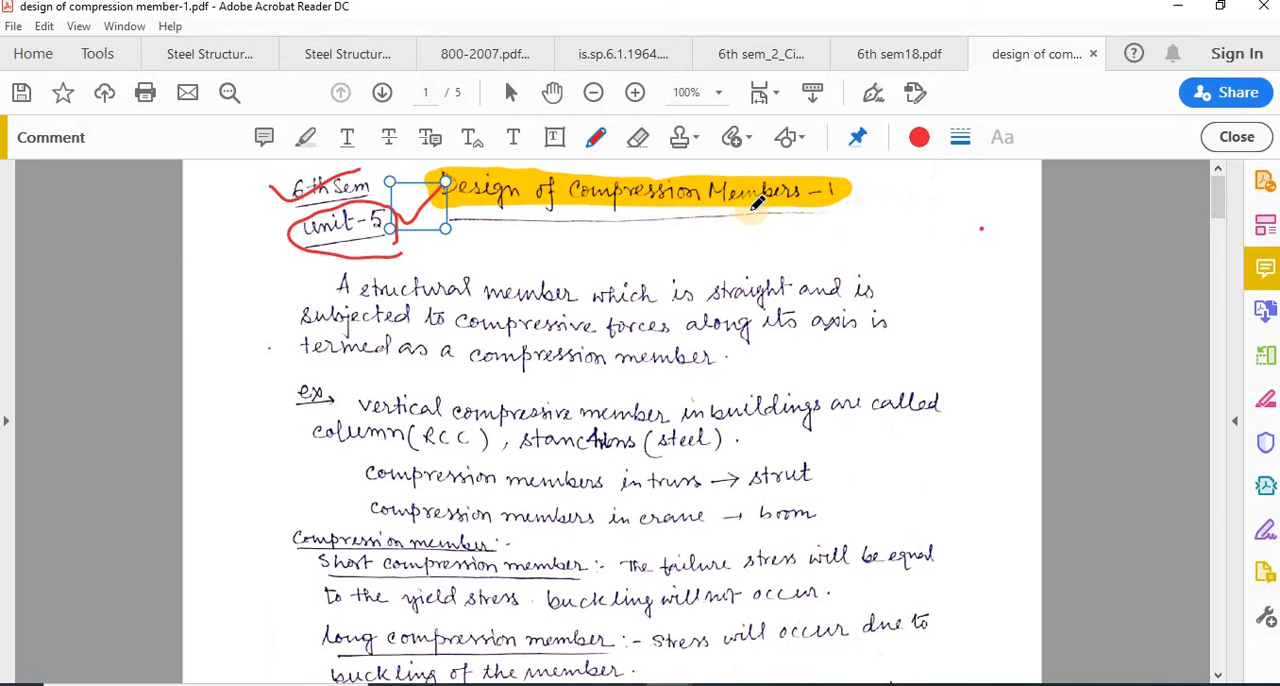 design of compression member-1.pdf - Adobe Acrobat Reader DC
File Edit View Window Help
Home Tools Steel Structur... Steel Structur... 800-2007.pdf... is.sp.6.1.1964.... 6th sem_2_Ci... 6th sem18.pdf design of com... × Sign In
1 / 5 100% Share
Comment Aa Close
6-th Sem Design of Compression Members - 1
Unit-5
A structural member which is straight and is
subjected to compressive forces along its axis is
termed as a compression member.
ex, vertical compressive member in buildings are called
column (RCC), stanctions (steel).
compression members in truss → strut
compression members in crane → boom
Compression member:-
Short compression member:- The failure stress will be equal
to the yield stress. buckling will not occur.
Long compression member:- stress will occur due to
buckling of the member.